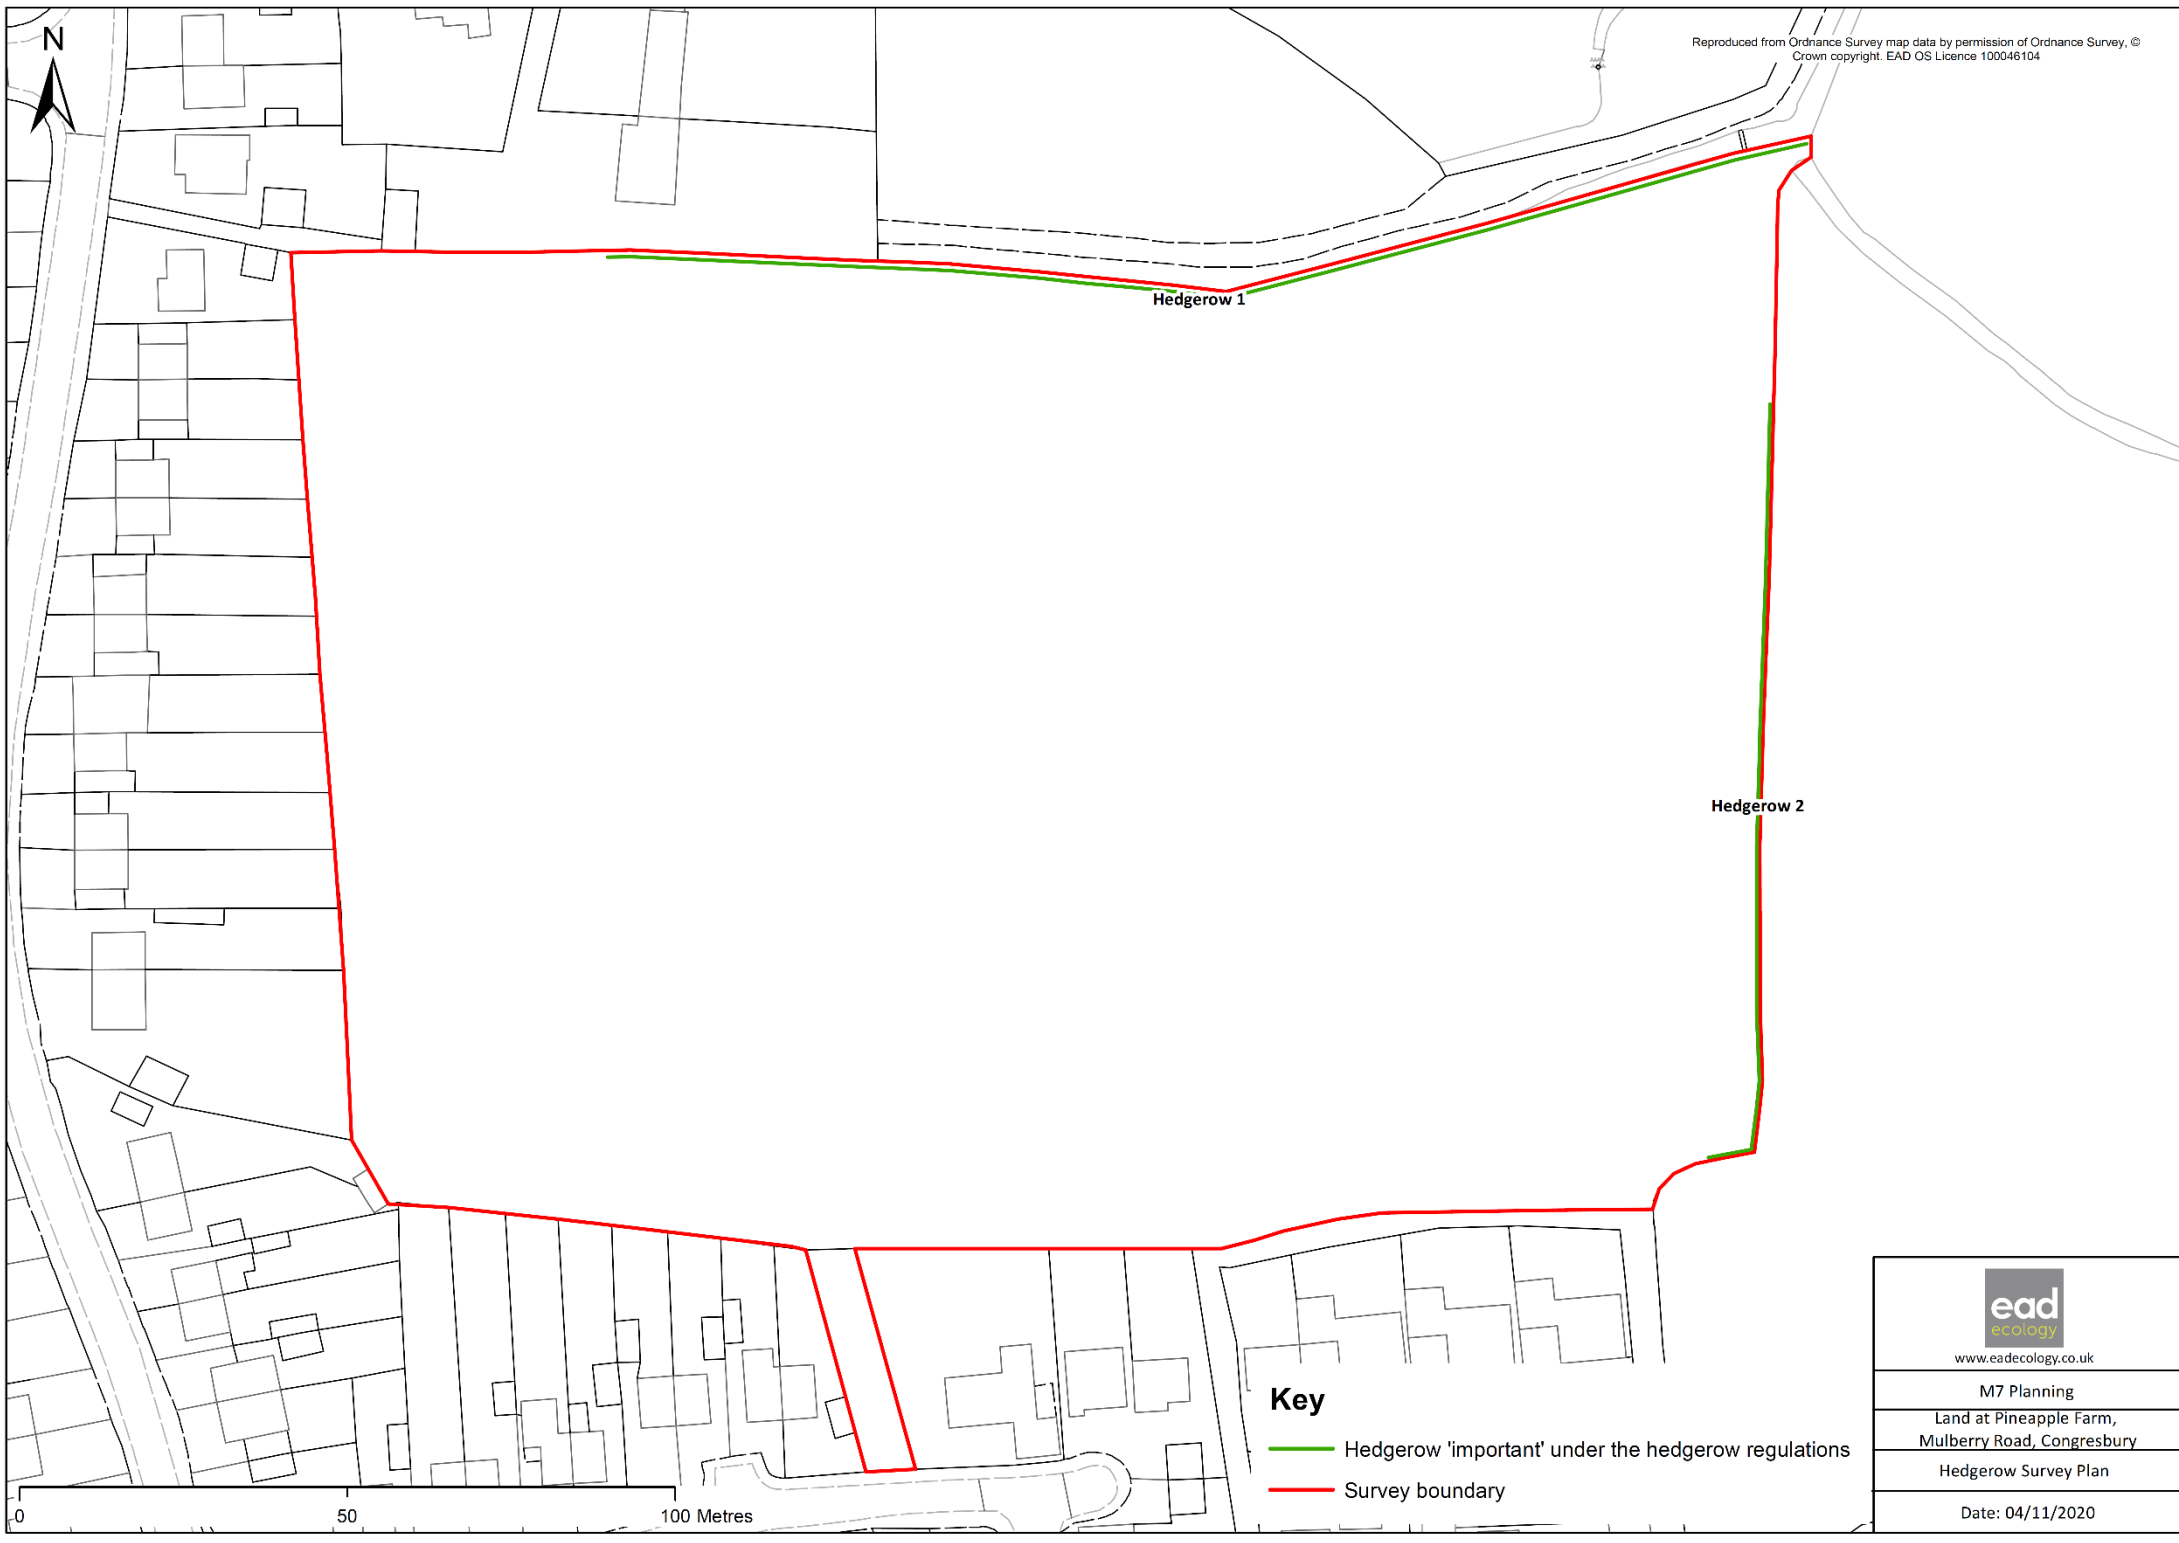 N
Reproduced from Ordnance Survey map data by permission of Ordnance Survey, ©
Crown copyright. EAD OS Licence 100046104
Hedgerow 1
Hedgerow 2
Key
Hedgerow 'important' under the hedgerow regulations
Survey boundary
0 50 100 Metres
ead
ecology
www.eadecology.co.uk
M7 Planning
Land at Pineapple Farm,
Mulberry Road, Congresbury
Hedgerow Survey Plan
Date: 04/11/2020